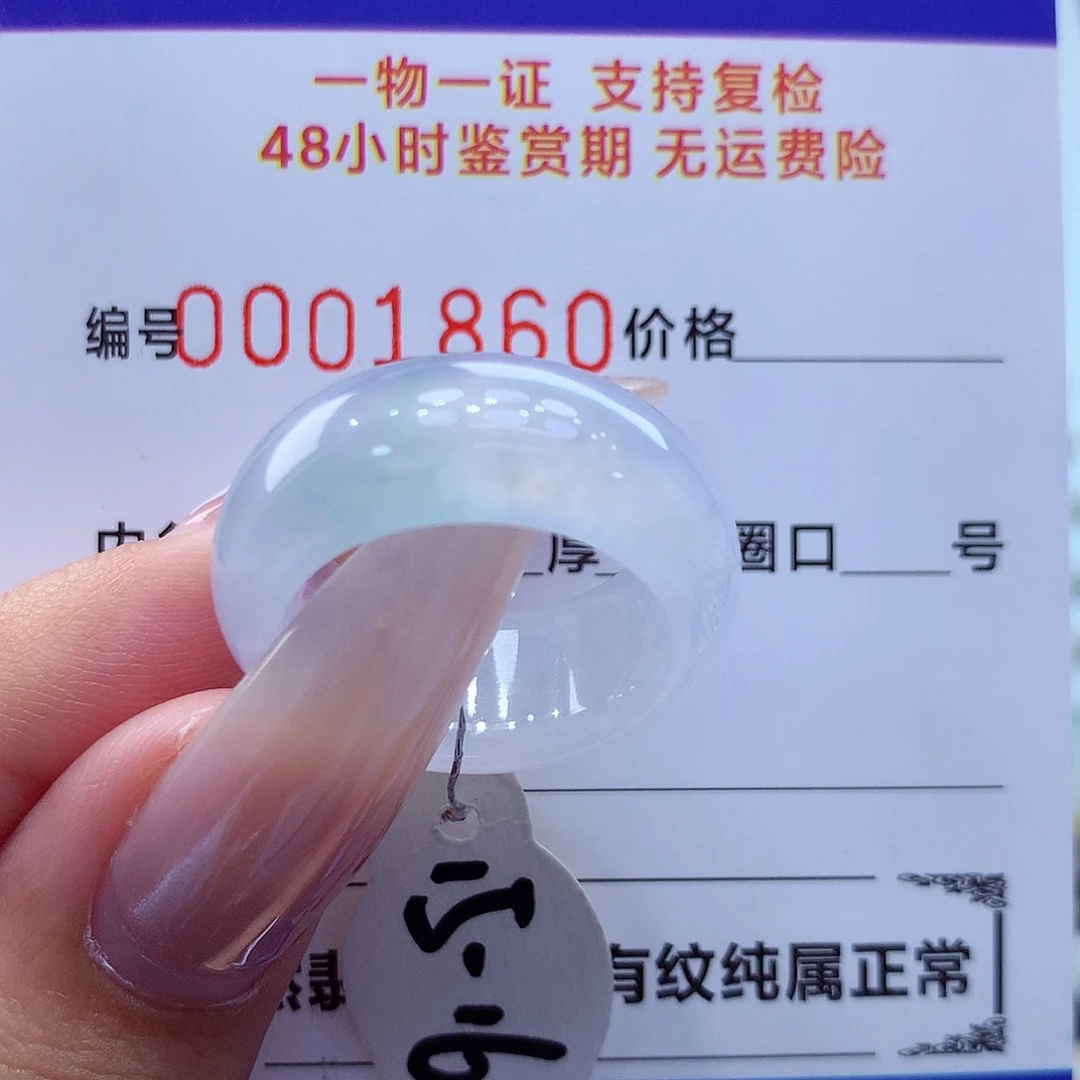 一物一证 支持复检
48小时鉴赏期 无运费险
编号0001860价格
厚 圈口 号
有纹纯属正常